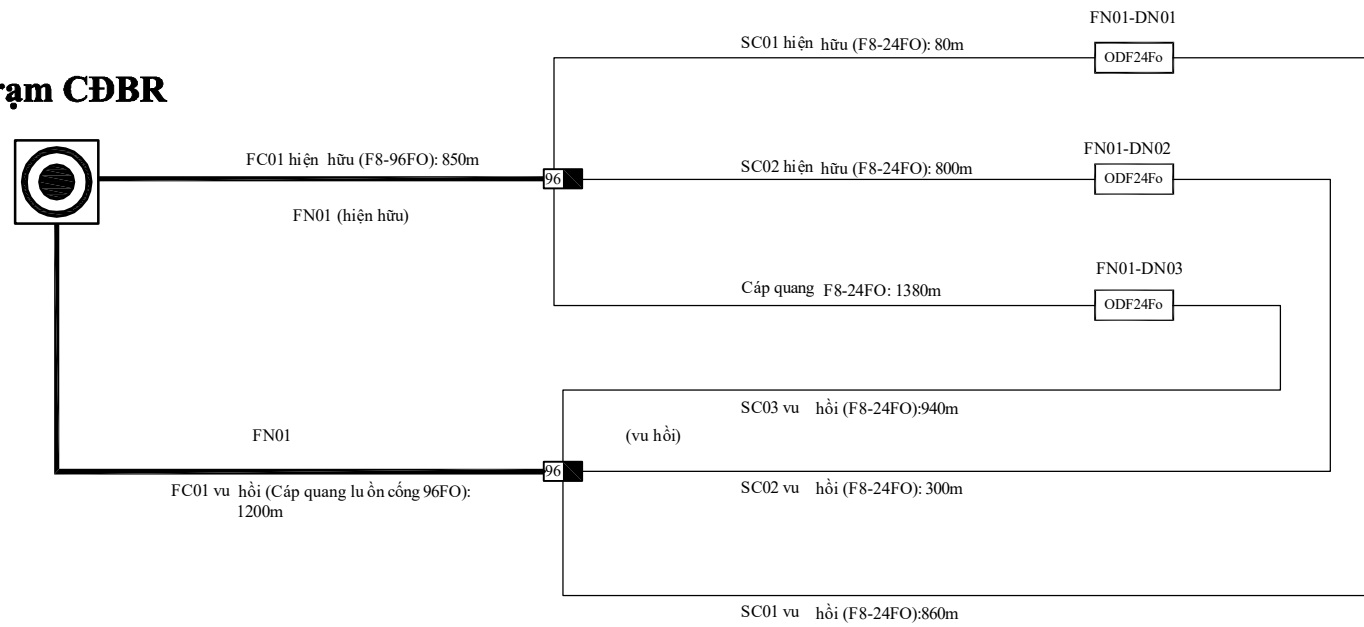 FN01-DN01
SC01 hiện hữu (F8-24FO): 80m
ODF24Fo
rạm CĐBR
FN01-DN02
FC01 hiện hữu (F8-96FO): 850m
SC02 hiện hữu (F8-24FO): 800m
96
ODF24Fo
FN01 (hiện hữu)
FN01-DN03
Cáp quang F8-24FO: 1380m
ODF24Fo
SC03 vu hồi (F8-24FO):940m
FN01
(vu hồi)
96
FC01 vu hồi (Cáp quang lu ồn cống 96FO):
1200m
SC02 vu hồi (F8-24FO): 300m
SC01 vu hồi (F8-24FO):860m